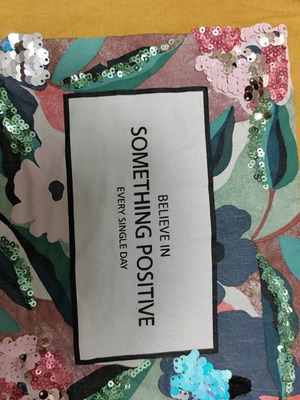 BELIEVE IN
SOMETHING POSITIVE
EVERY SINGLE DAY